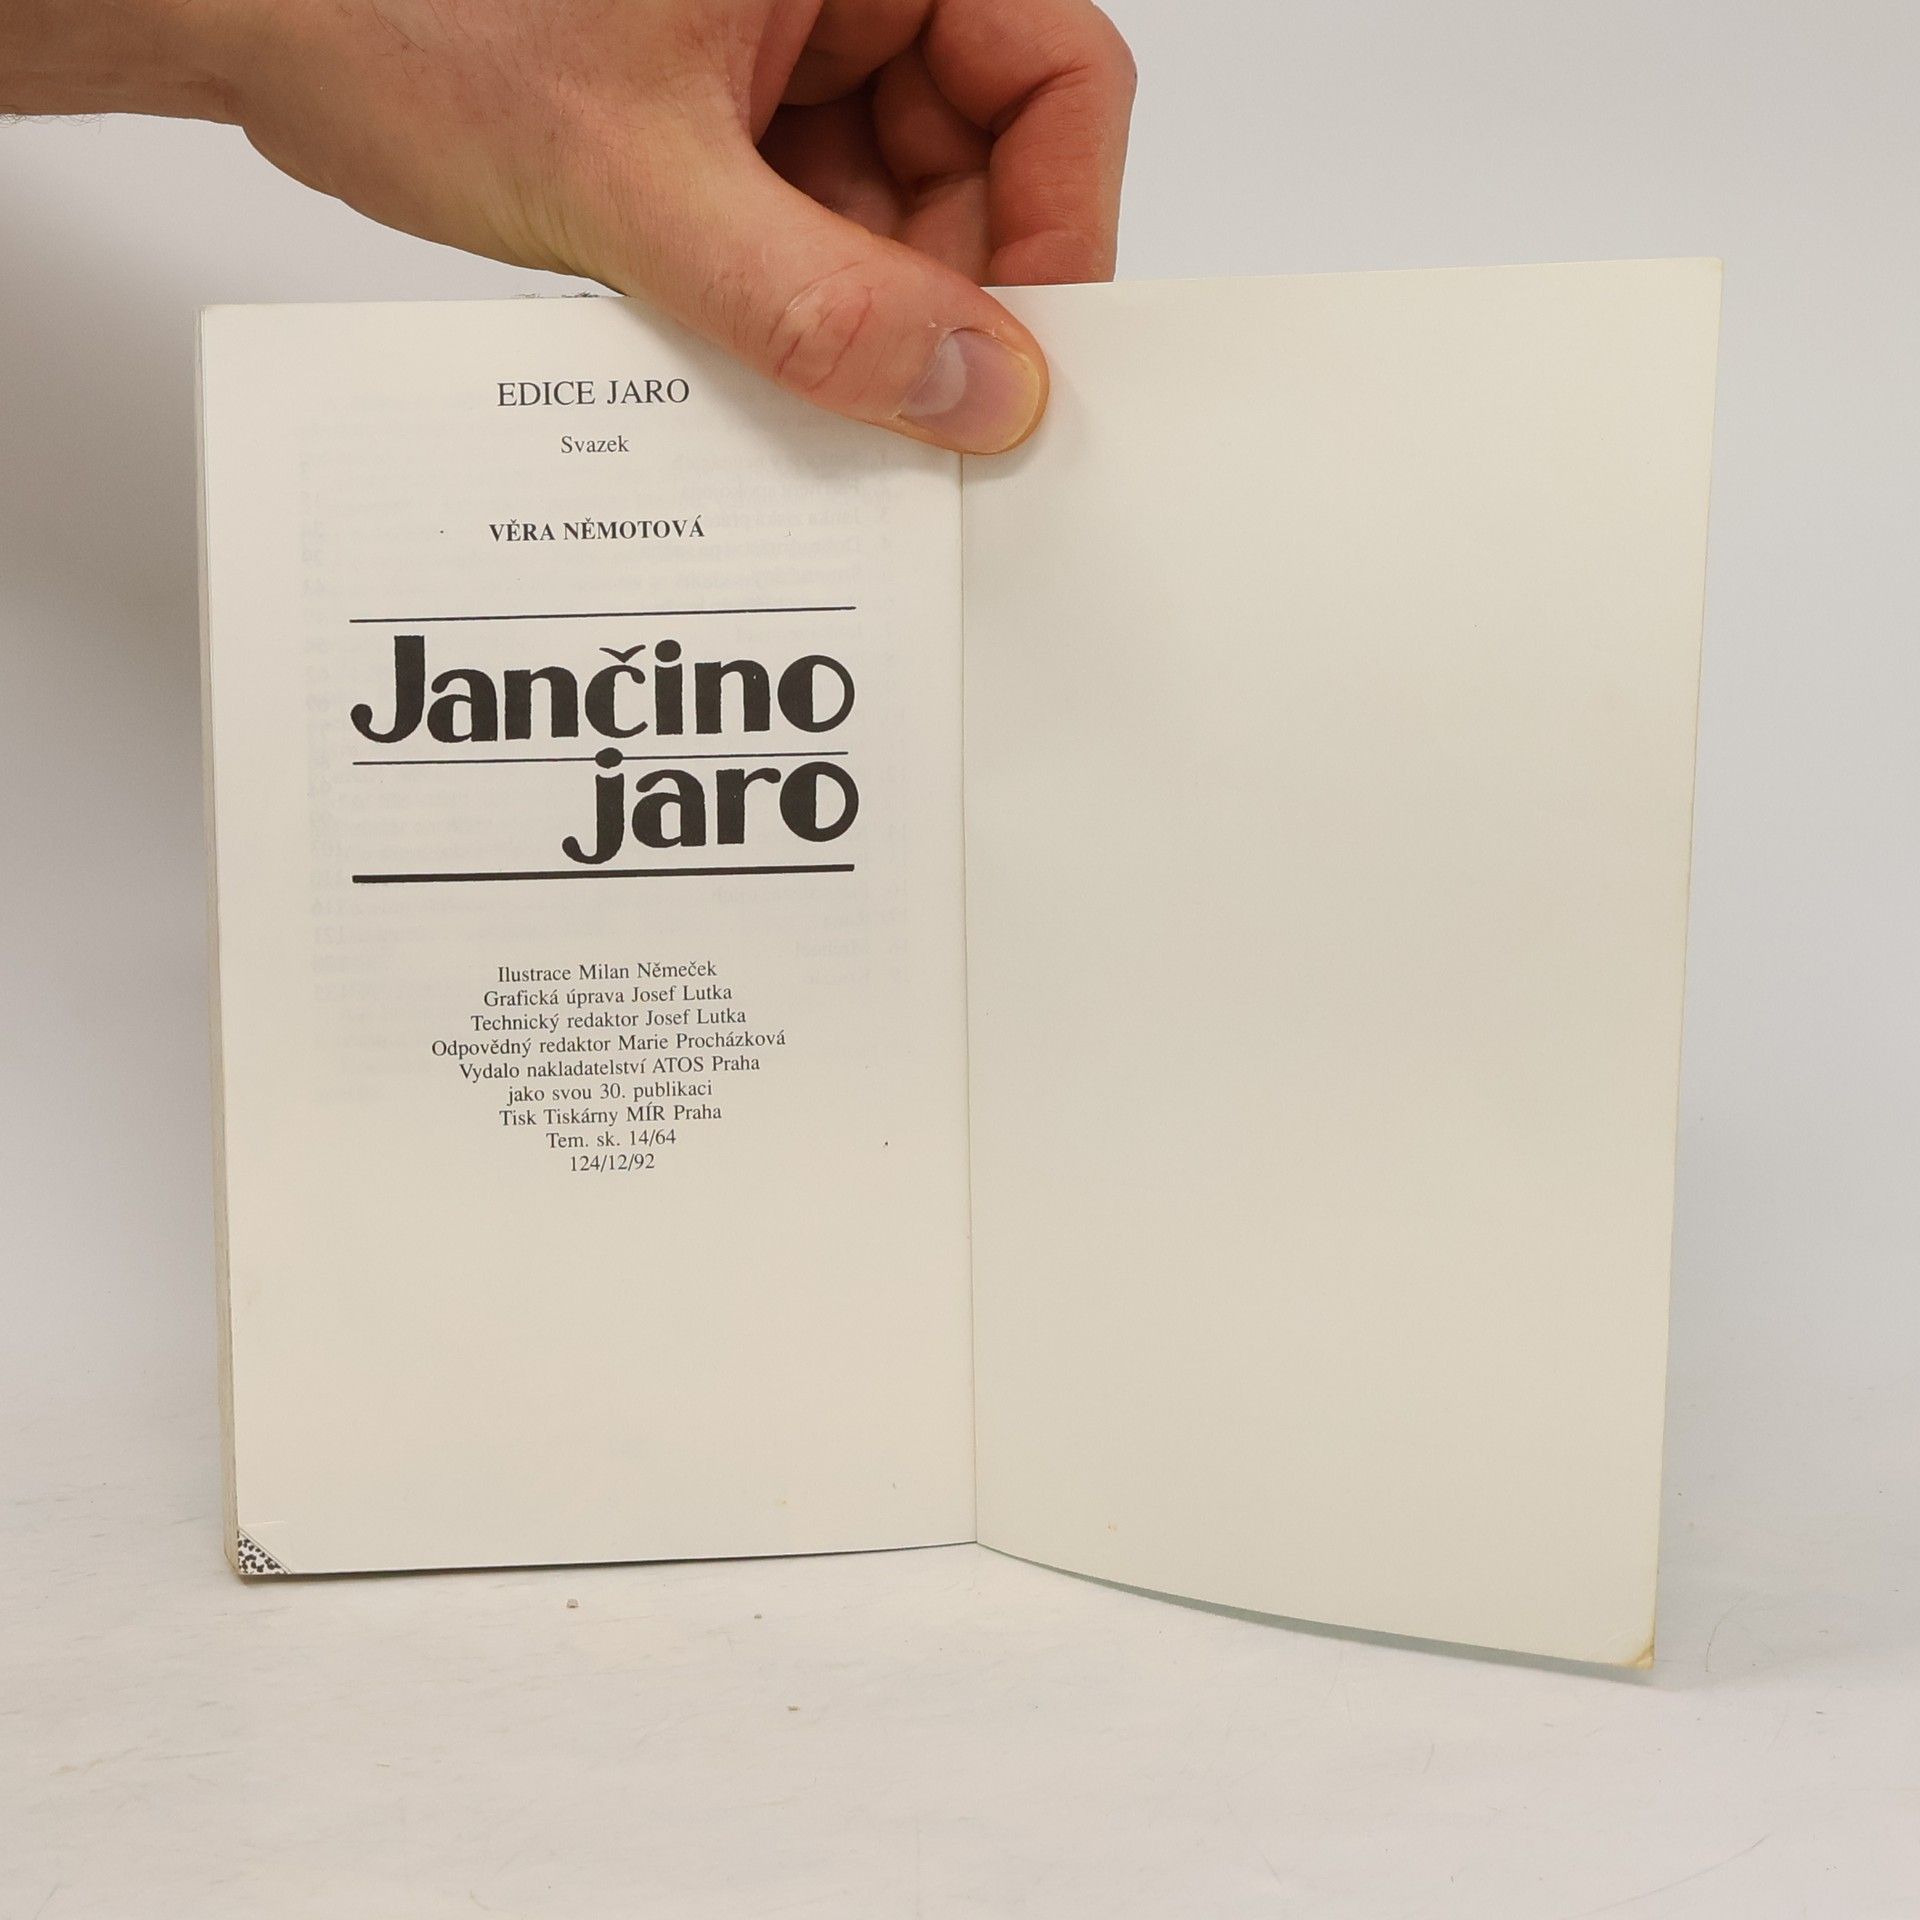 EDICE JARO
Svazek
VĚRA NĚMOTOVÁ
Jančino
jaro
Ilustrace Milan Němeček
Grafická úprava Josef Lutka
Technický redaktor Josef Lutka
Odpovědný redaktor Marie Procházková
Vydalo nakladatelství ATOS Praha
jako svou 30. publikaci
Tisk Tiskárny MÍR Praha
Tem. sk. 14/64
124/12/92